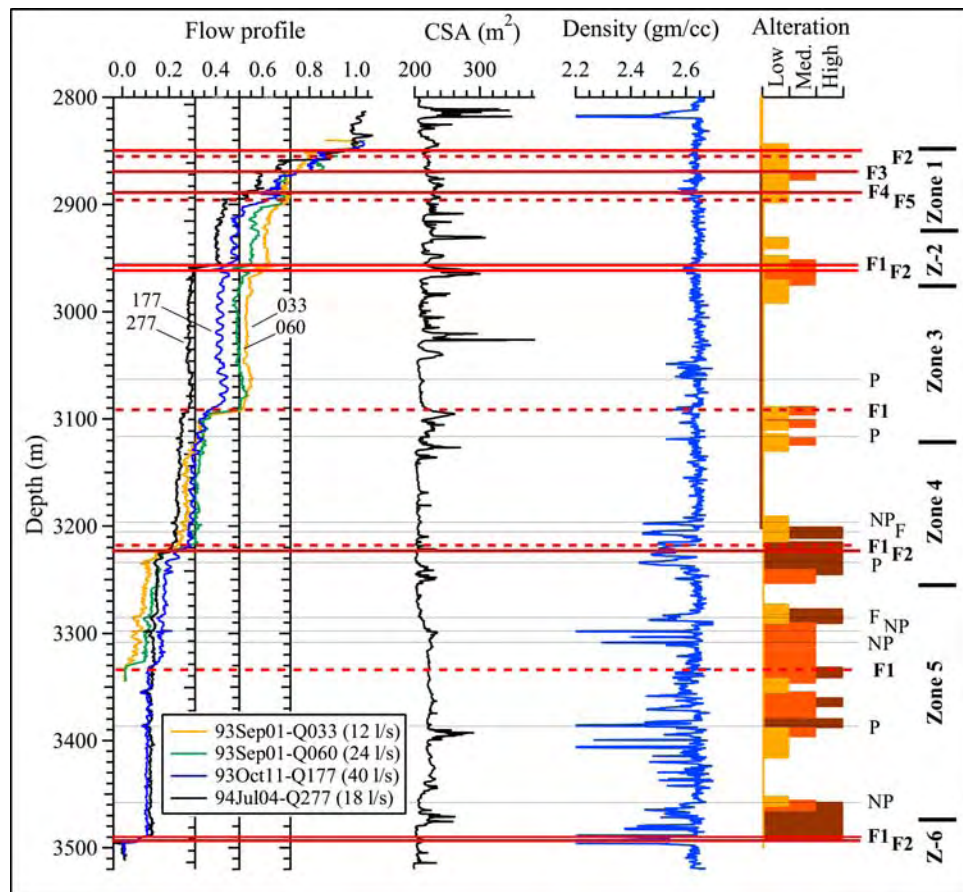 Flow profile CSA (m²) Density (gm/cc) Alteration
0.0 0.2 0.4 0.6 0.8 1.0 200 300 2.2 2.4 2.6 Low Med. High
2800
F2
F3
Zone 1
F4
2900 F5
F1 F2 Z-2
3000
177 033
277 060
Zone 3
P
3100 F1
P
Depth (m)
Zone 4
3200 NP F
F1 F2
P
F NP
3300 NP
F1
Zone 5
93Sep01-Q033 (12 l/s)
P
93Sep01-Q060 (24 l/s)
3400
93Oct11-Q177 (40 l/s)
94Jul04-Q277 (18 l/s)
NP
F1 F2 Z-6
3500